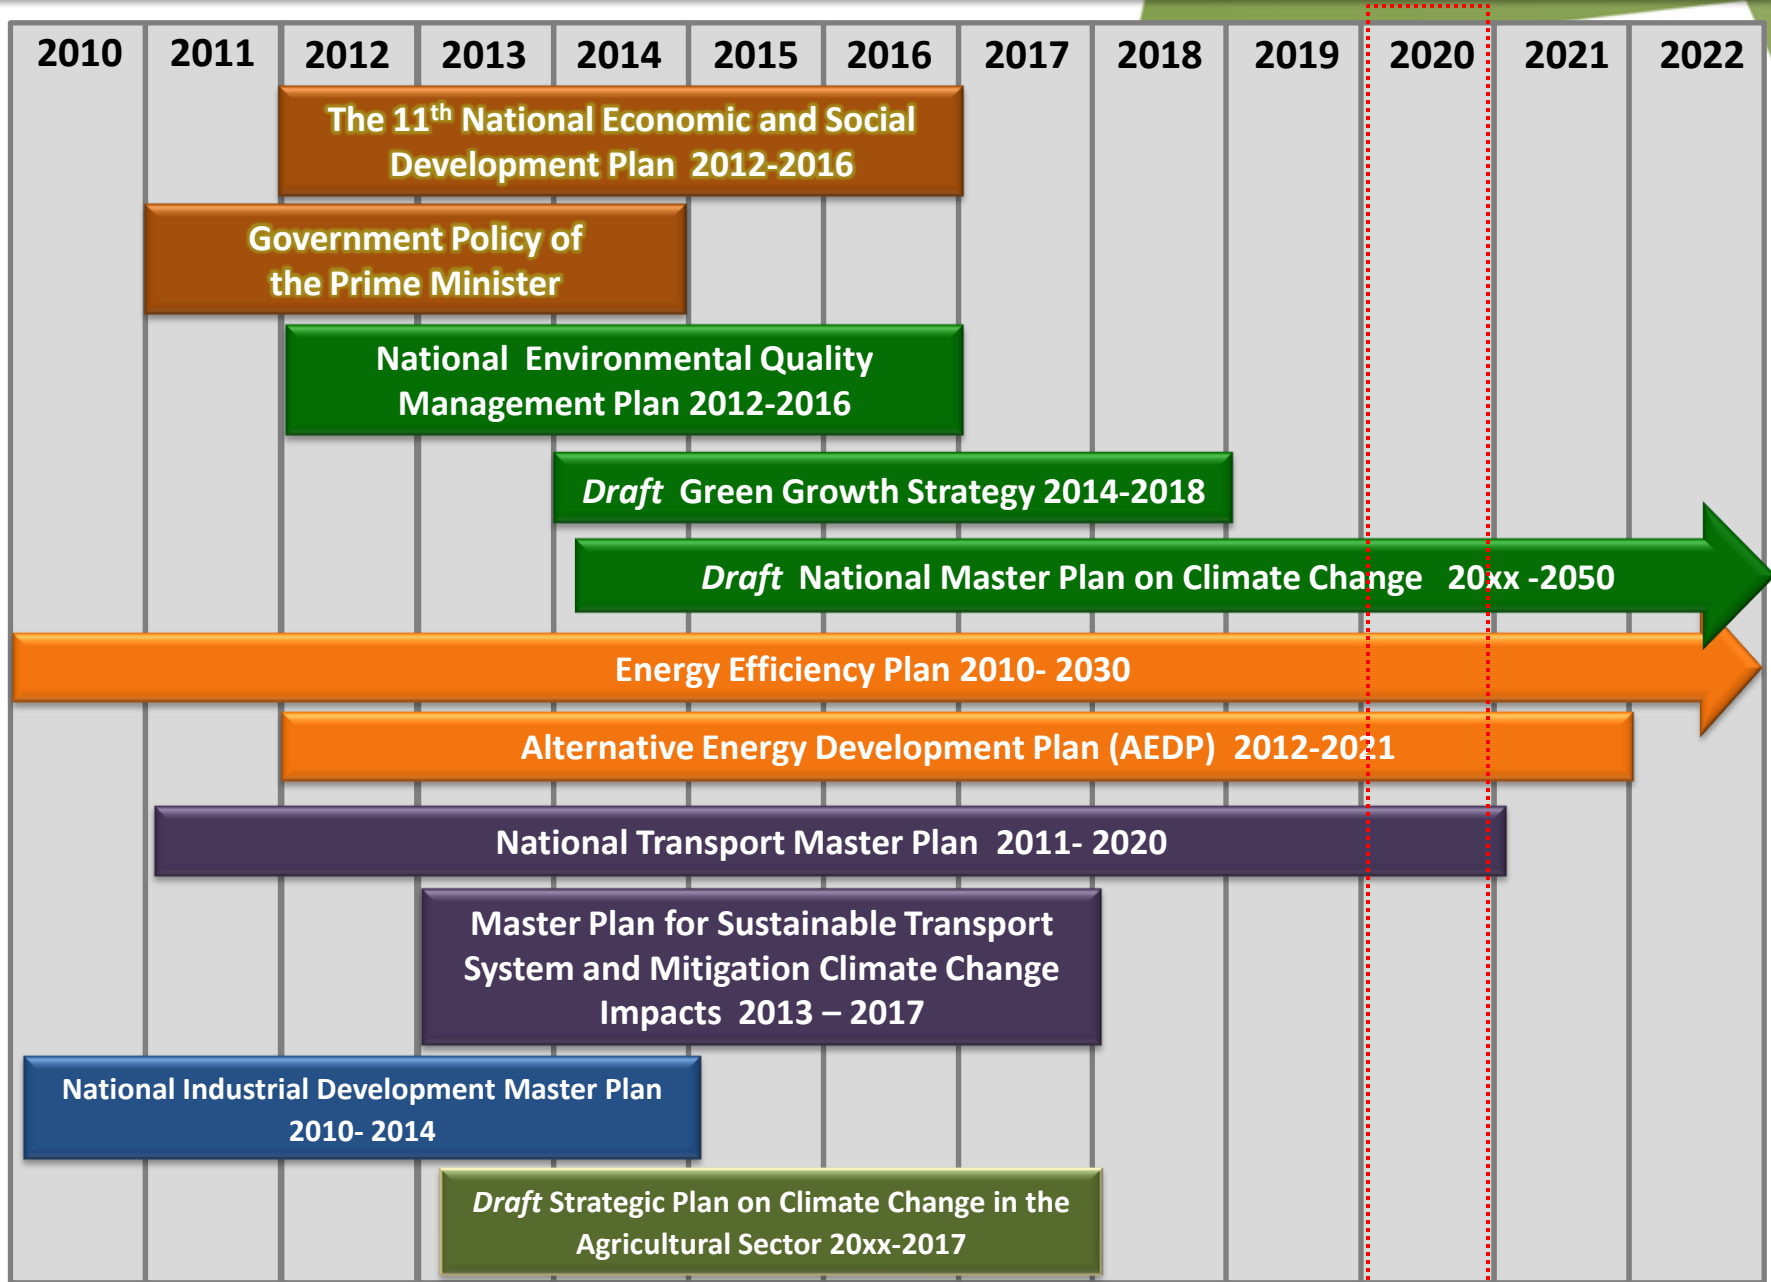 2010 2011 2012 2013 2014 2015 2016 2017 2018 2019 2020 2021 2022
The 11th National Economic and Social
Development Plan 2012-2016
Government Policy of
the Prime Minister
National Environmental Quality
Management Plan 2012-2016
Draft Green Growth Strategy 2014-2018
Draft National Master Plan on Climate Change 20xx -2050
Energy Efficiency Plan 2010- 2030
Alternative Energy Development Plan (AEDP) 2012-2021
National Transport Master Plan 2011- 2020
Master Plan for Sustainable Transport
System and Mitigation Climate Change
Impacts 2013 – 2017
National Industrial Development Master Plan
2010- 2014
Draft Strategic Plan on Climate Change in the
Agricultural Sector 20xx-2017